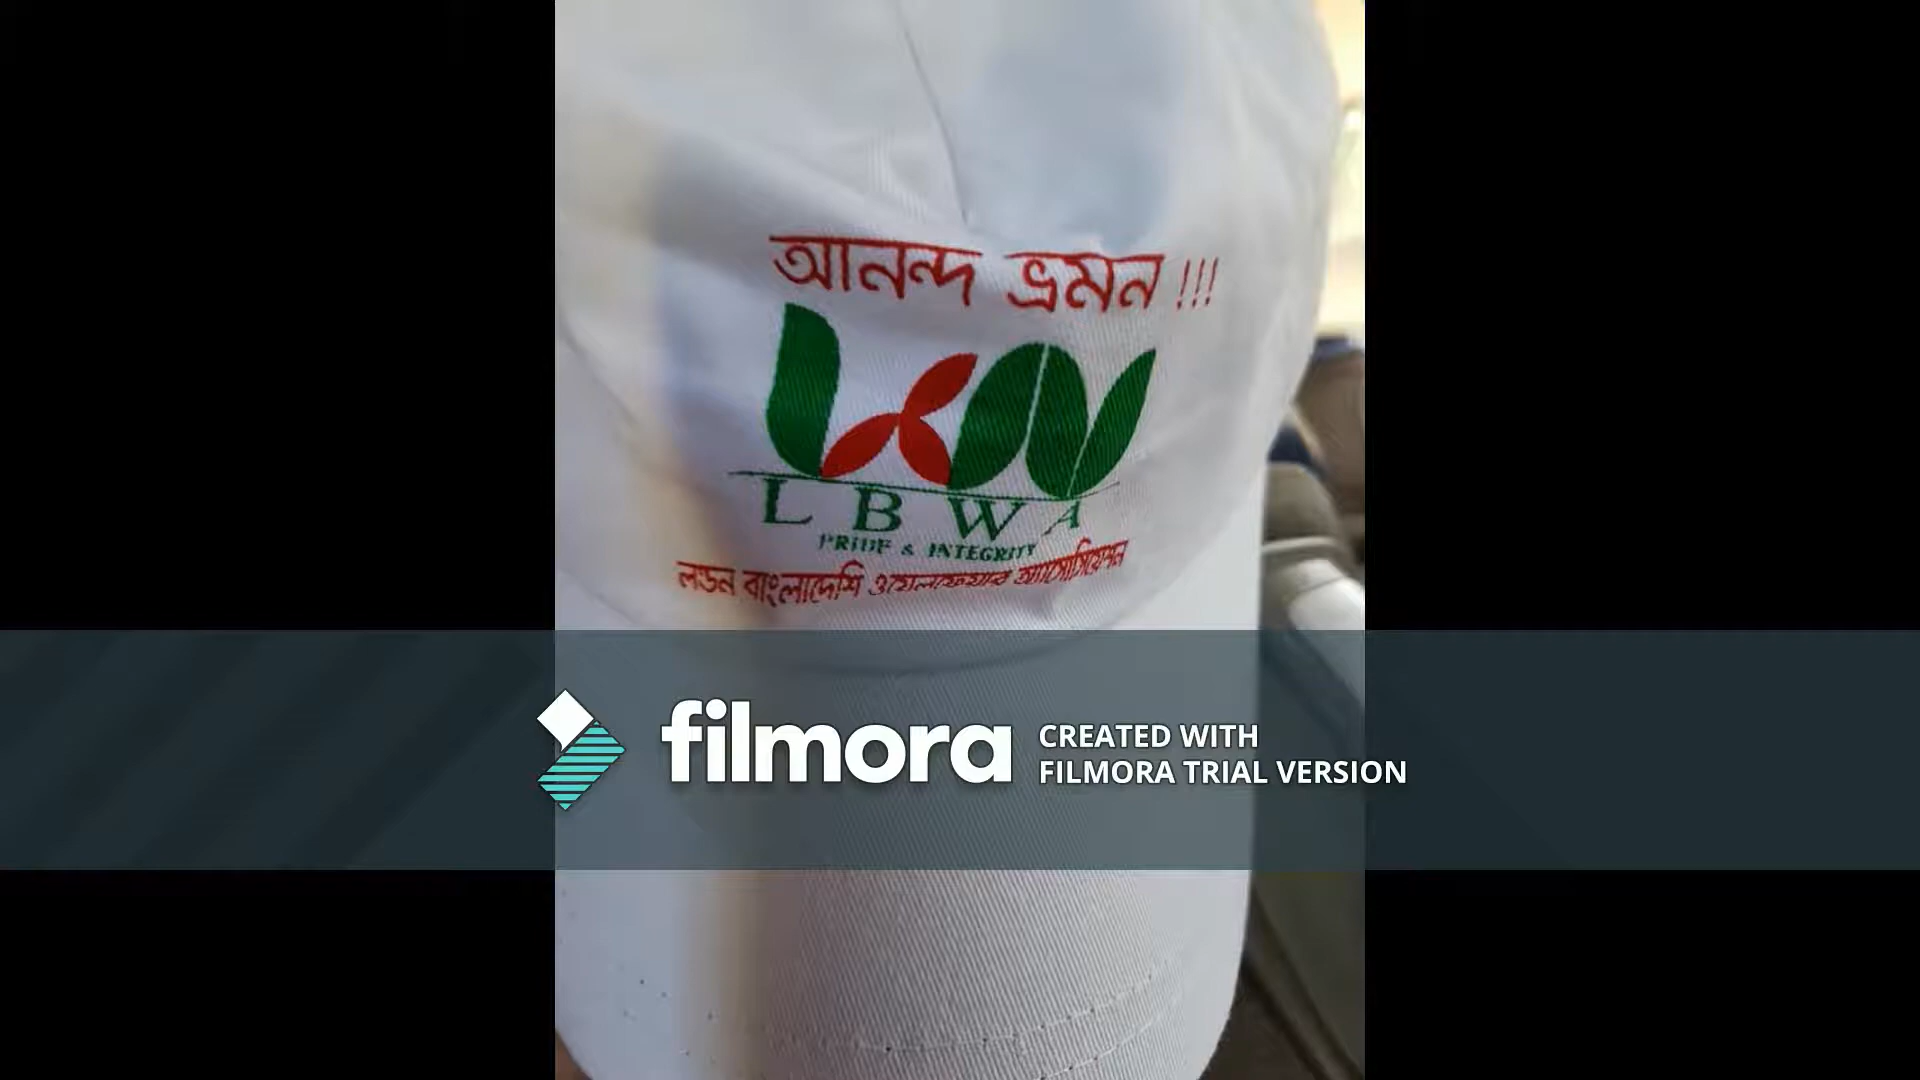 আনন্দ ভ্রমন !!!
L B W A
PRIDE & INTEGRITY
লন্ডন বাংলাদেশি ওয়েলফেয়ার অ্যাসোসিয়েশন
filmora
CREATED WITH
FILMORA TRIAL VERSION